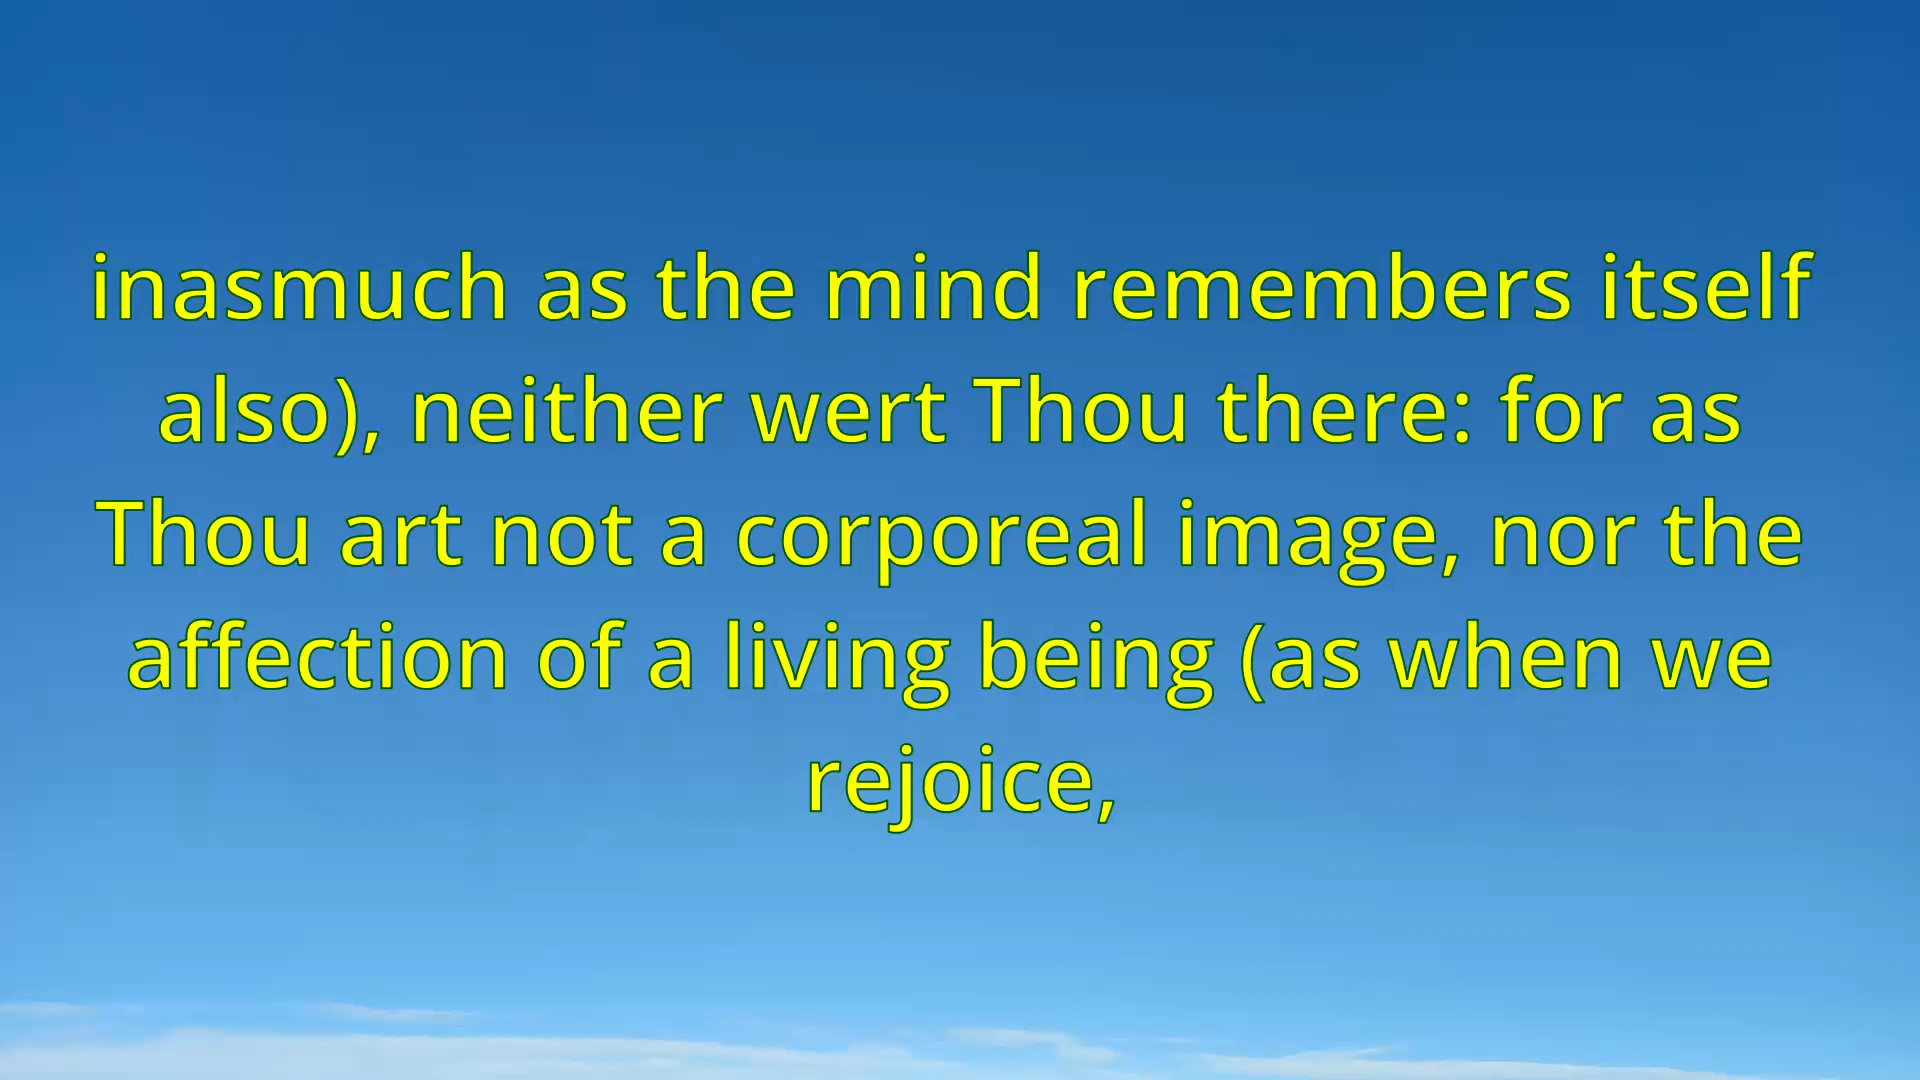 inasmuch as the mind remembers itself
also), neither wert Thou there: for as
Thou art not a corporeal image, nor the
affection of a living being (as when we
rejoice,